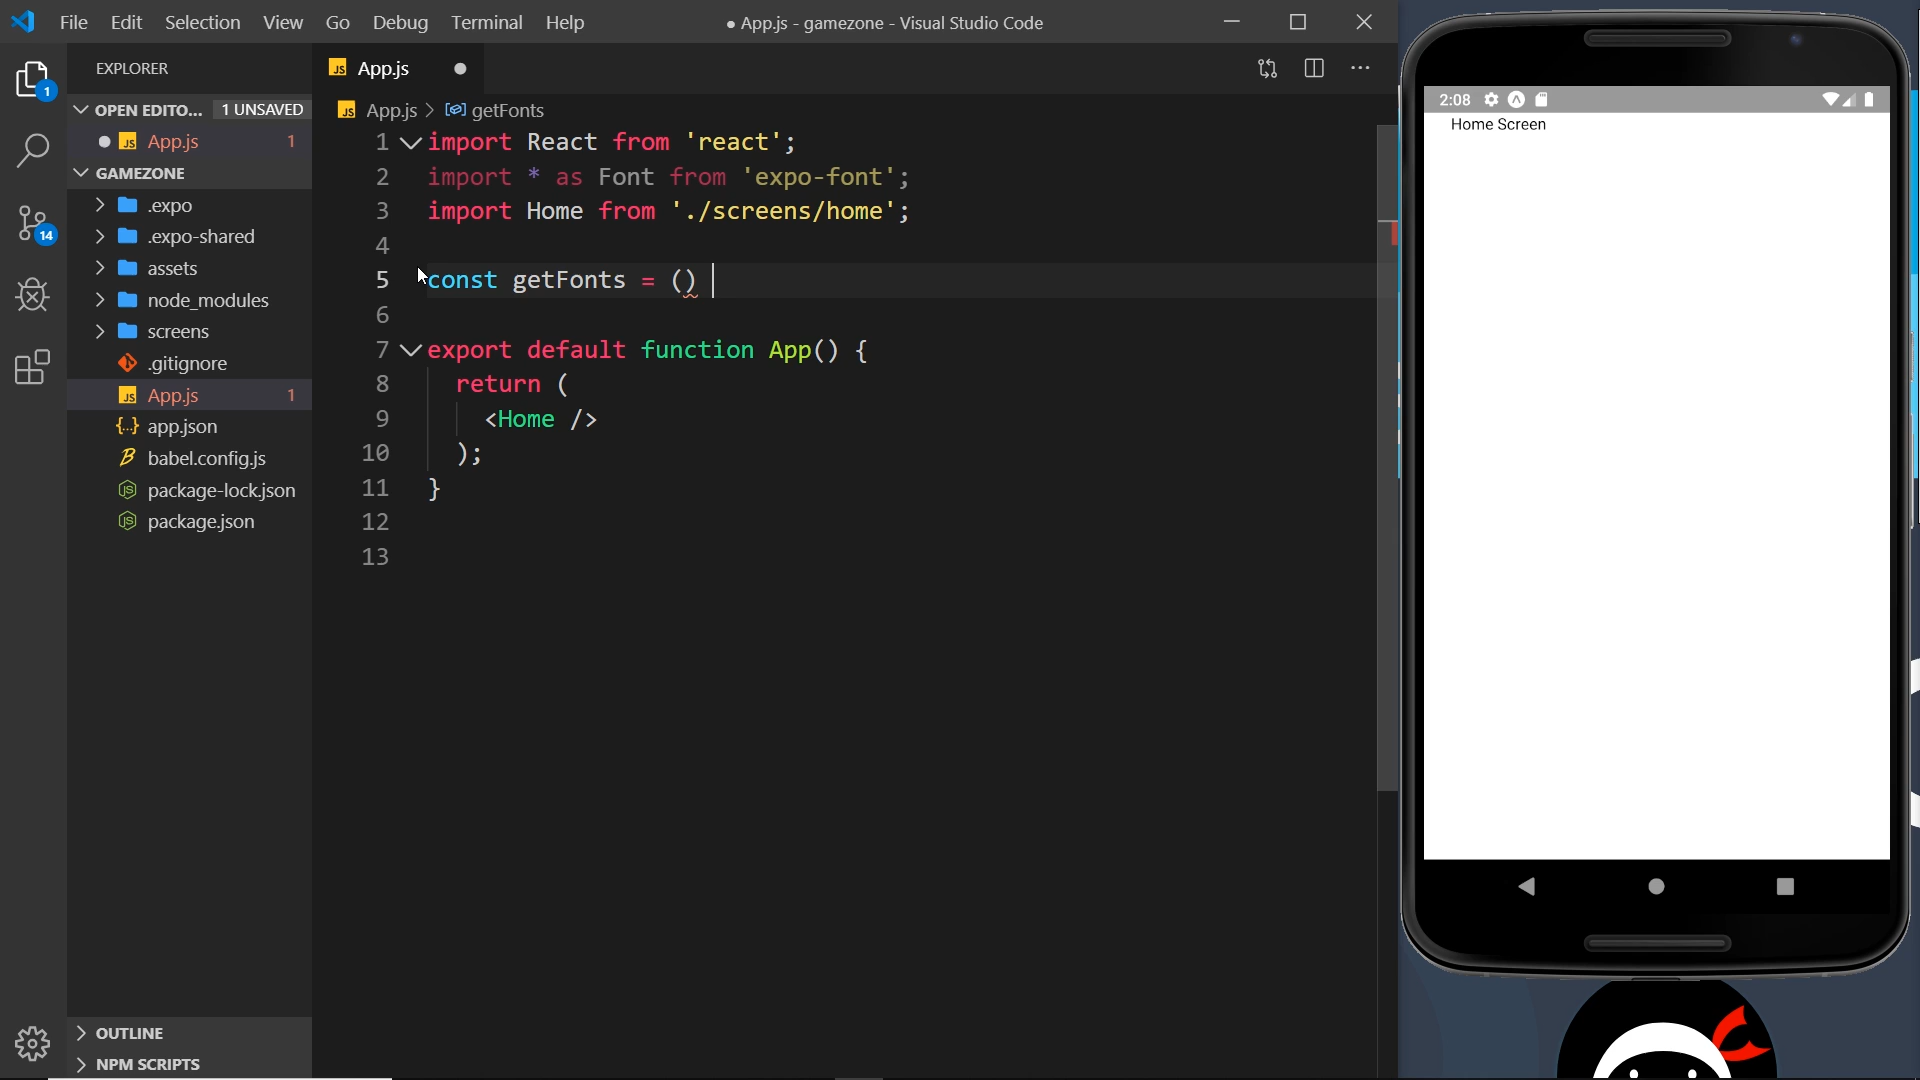 File Edit Selection View Go Debug Terminal Help
● App.js - gamezone - Visual Studio Code
EXPLORER
OPEN EDITO... 1 UNSAVED
App.js 1
GAMEZONE
.expo
.expo-shared
assets
node_modules
screens
.gitignore
App.js 1
app.json
babel.config.js
package-lock.json
package.json
OUTLINE
NPM SCRIPTS
1
14
JS App.js
JS App.js > getFonts
1 import React from 'react';
2 import * as Font from 'expo-font';
3 import Home from './screens/home';
4
5 const getFonts = ()
6
7 export default function App() {
8 return (
9 <Home />
10 );
11 }
12
13
2:08
Home Screen